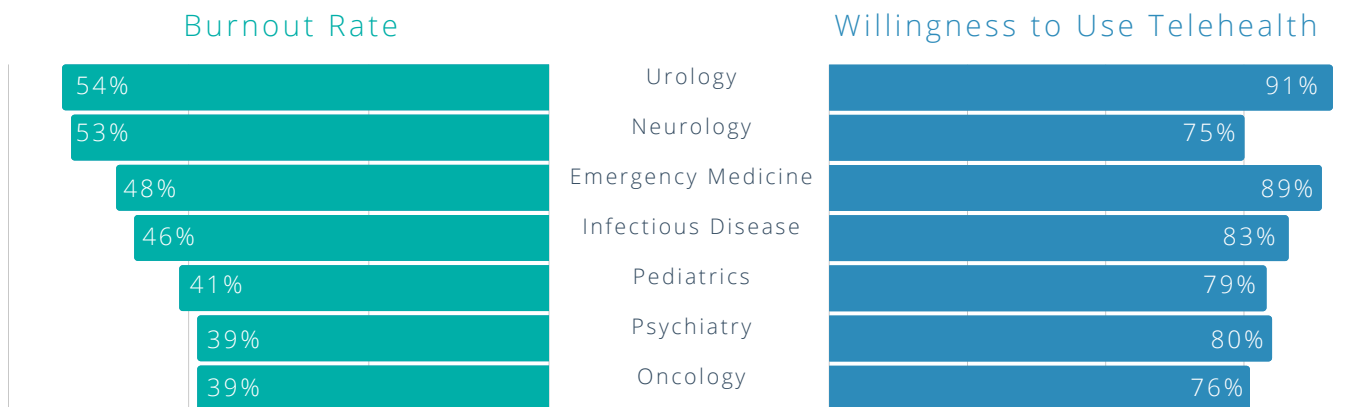 Burnout Rate
Willingness to Use Telehealth
54% Urology 91%
53% Neurology 75%
48% Emergency Medicine 89%
46% Infectious Disease 83%
41% Pediatrics 79%
39% Psychiatry 80%
39% Oncology 76%